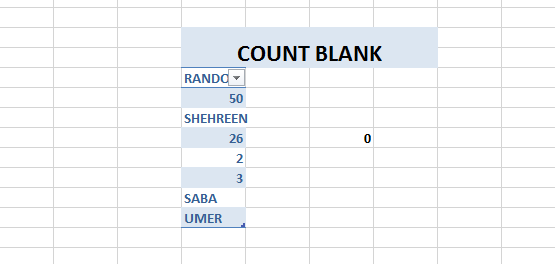 COUNT BLANK
RANDO
50
SHEHREEN
26 0
2
3
SABA
UMER